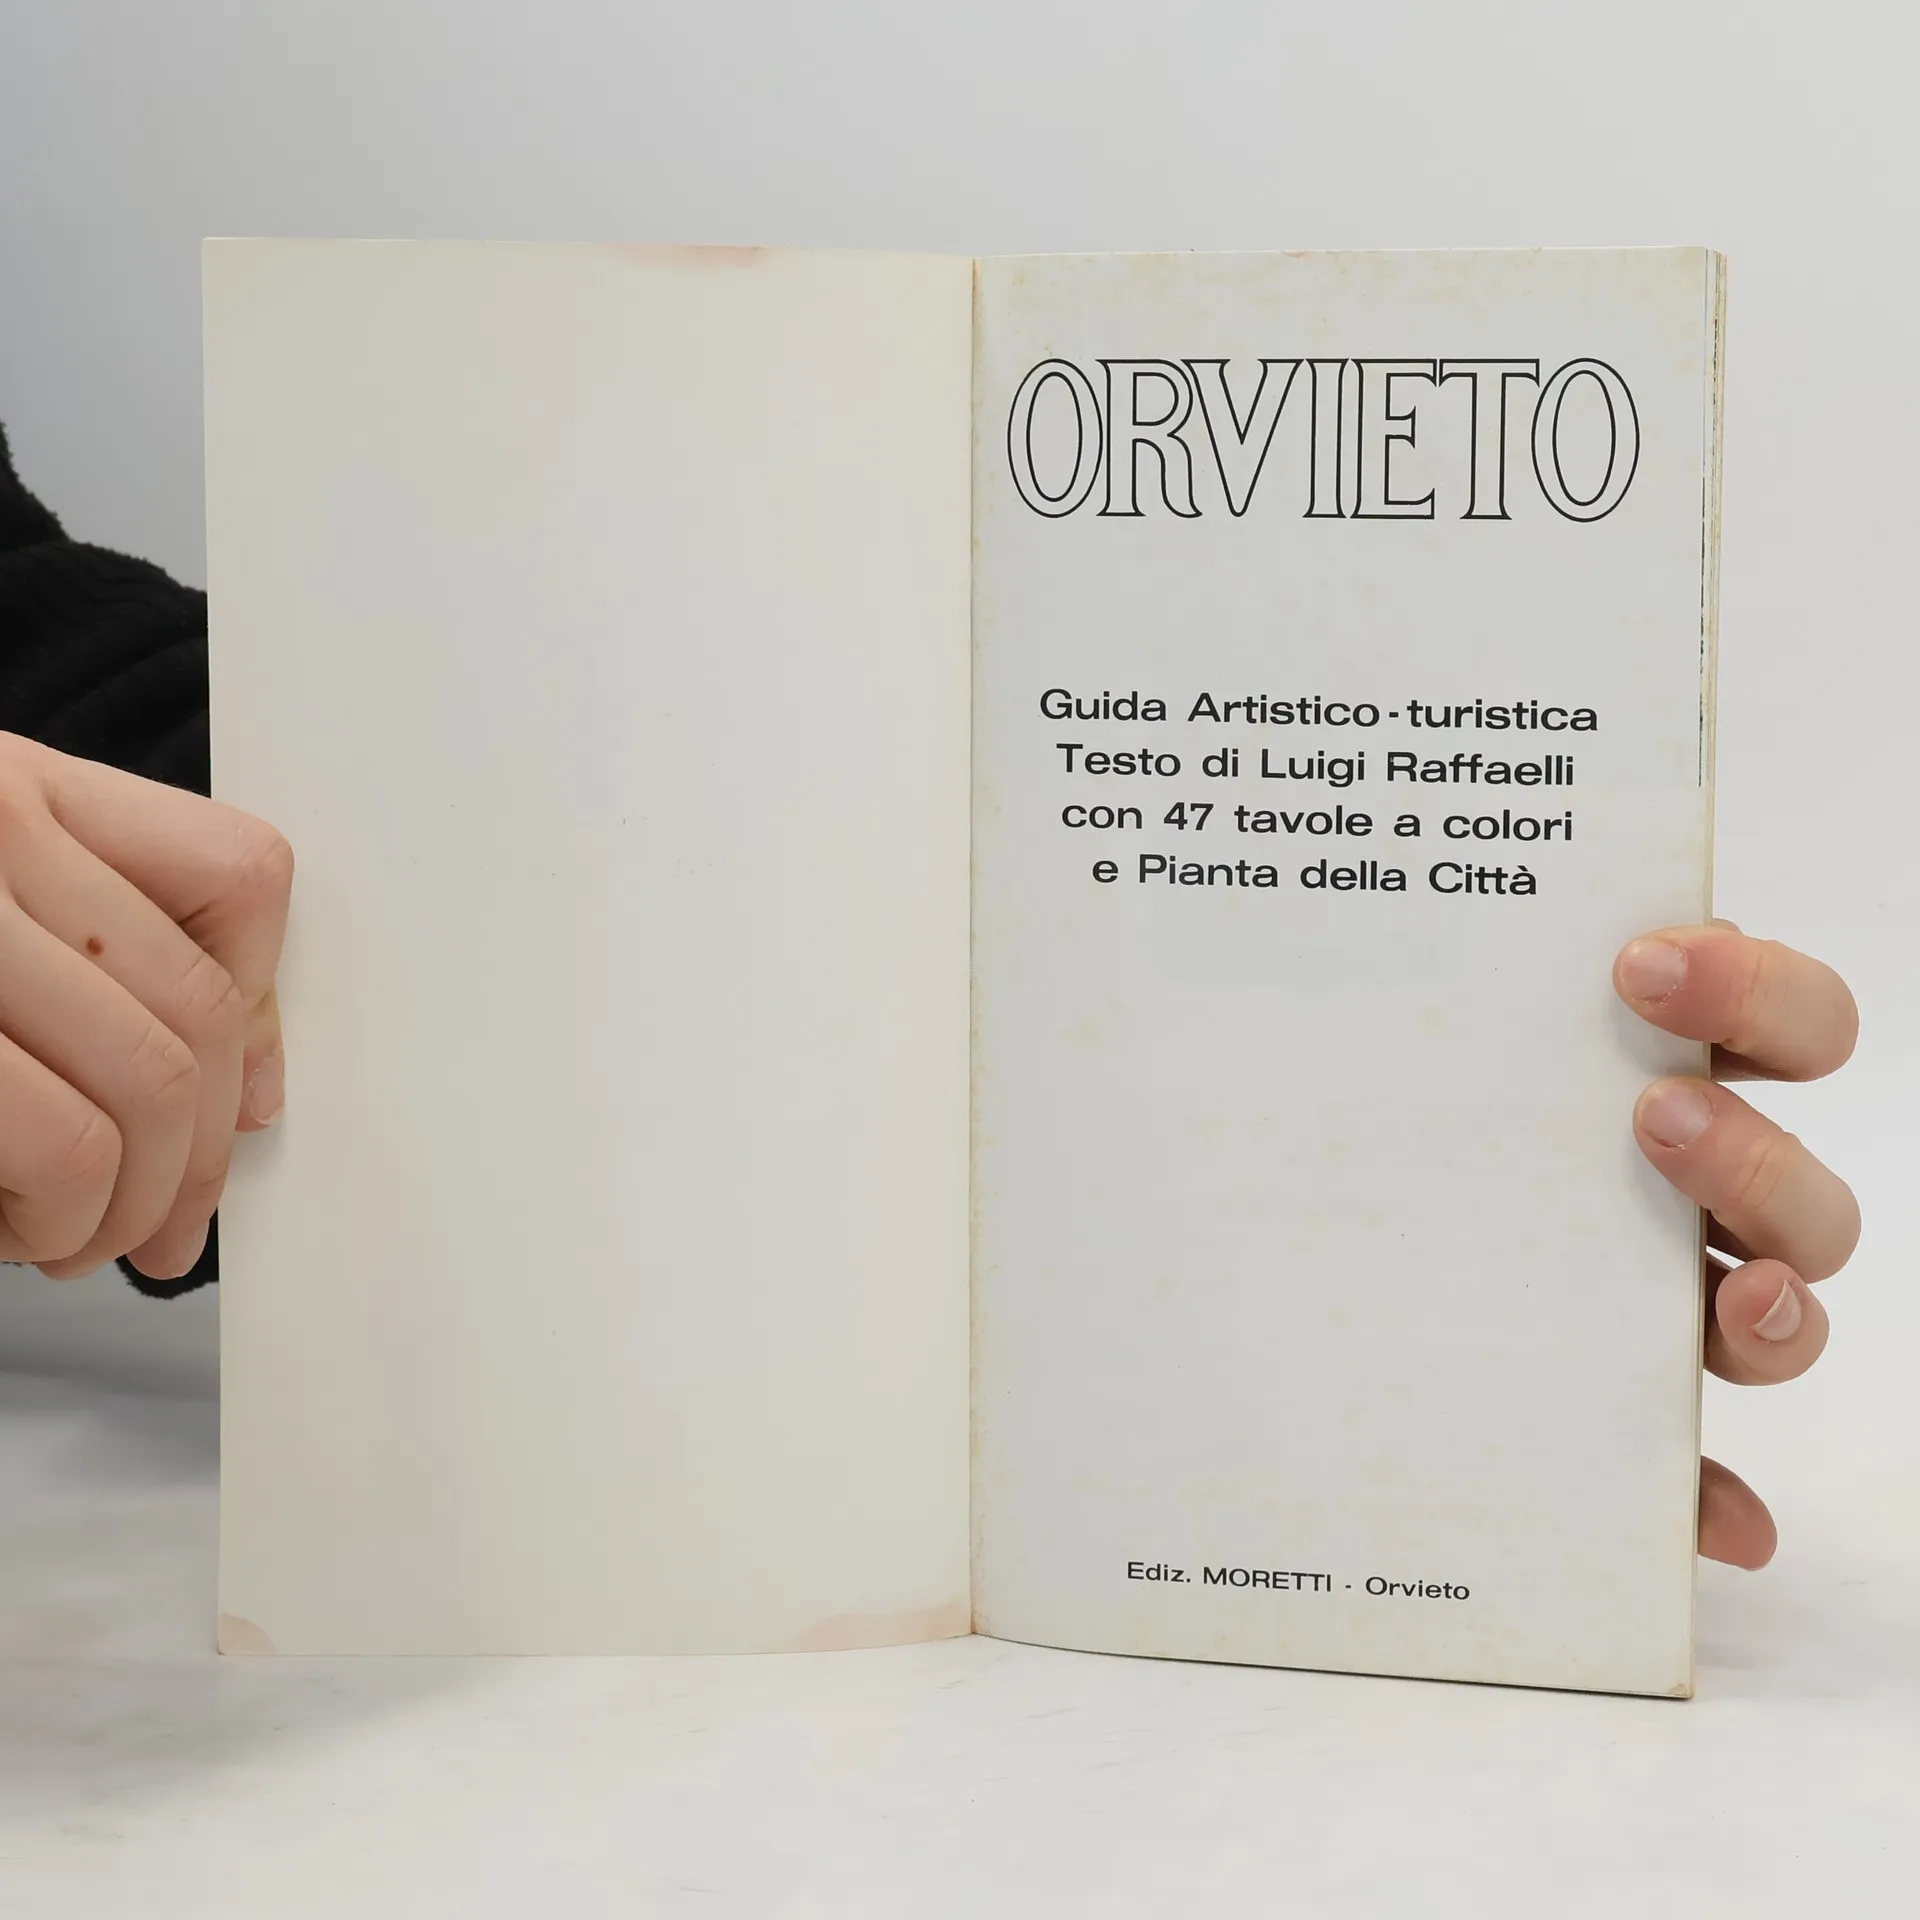 ORVIETO
Guida Artistico-turistica
Testo di Luigi Raffaelli
con 47 tavole a colori
e Pianta della Città
Ediz. MORETTI - Orvieto